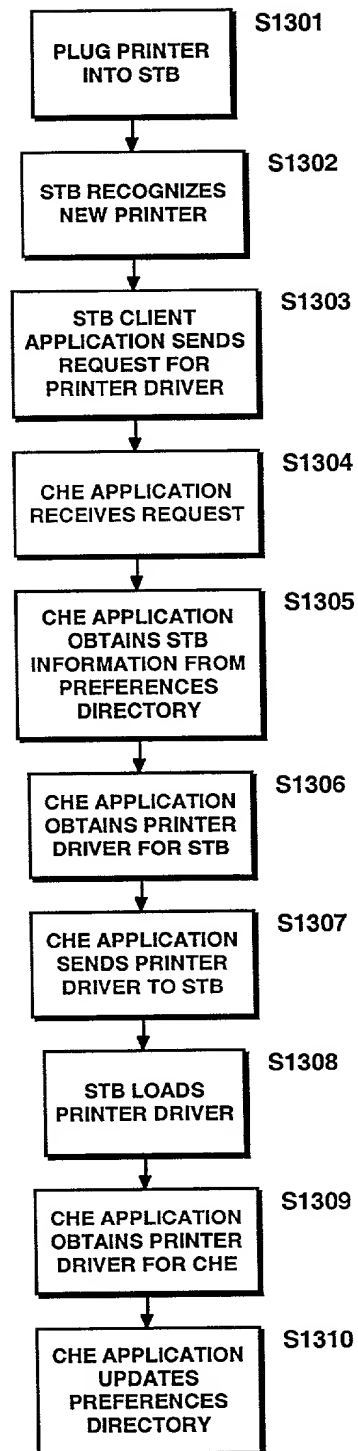 S1301
PLUG PRINTER
INTO STB
S1302
STB RECOGNIZES
NEW PRINTER
S1303
STB CLIENT
APPLICATION SENDS
REQUEST FOR
PRINTER DRIVER
S1304
CHE APPLICATION
RECEIVES REQUEST
S1305
CHE APPLICATION
OBTAINS STB
INFORMATION FROM
PREFERENCES
DIRECTORY
S1306
CHE APPLICATION
OBTAINS PRINTER
DRIVER FOR STB
S1307
CHE APPLICATION
SENDS PRINTER
DRIVER TO STB
S1308
STB LOADS
PRINTER DRIVER
S1309
CHE APPLICATION
OBTAINS PRINTER
DRIVER FOR CHE
S1310
CHE APPLICATION
UPDATES
PREFERENCES
DIRECTORY